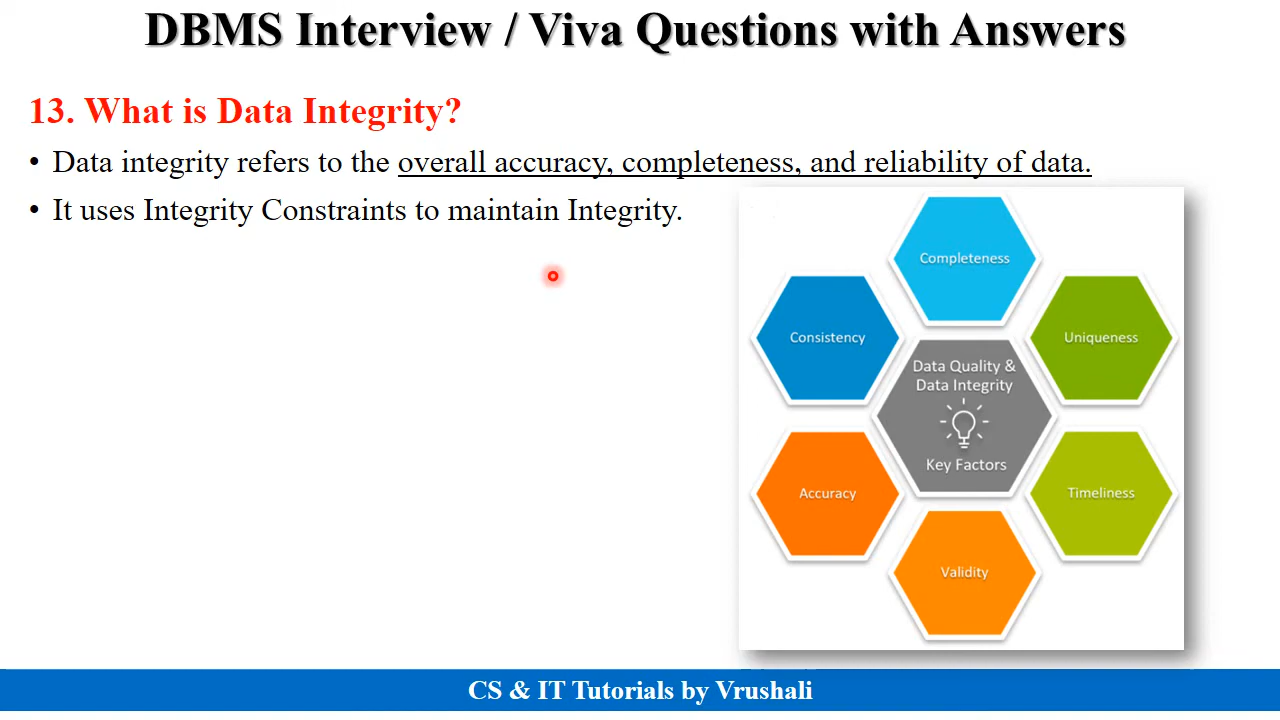 DBMS Interview / Viva Questions with Answers
13. What is Data Integrity?
• Data integrity refers to the overall accuracy, completeness, and reliability of data.
• It uses Integrity Constraints to maintain Integrity.
Completeness
Consistency
Uniqueness
Data Quality &
Data Integrity
Key Factors
Accuracy
Timeliness
Validity
CS & IT Tutorials by Vrushali